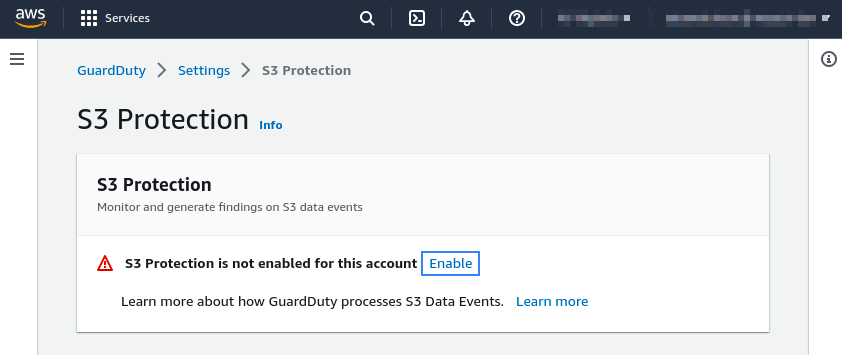 aws Services
GuardDuty Settings S3 Protection
S3 Protection Info
S3 Protection
Monitor and generate findings on S3 data events
S3 Protection is not enabled for this account Enable
Learn more about how GuardDuty processes S3 Data Events. Learn more